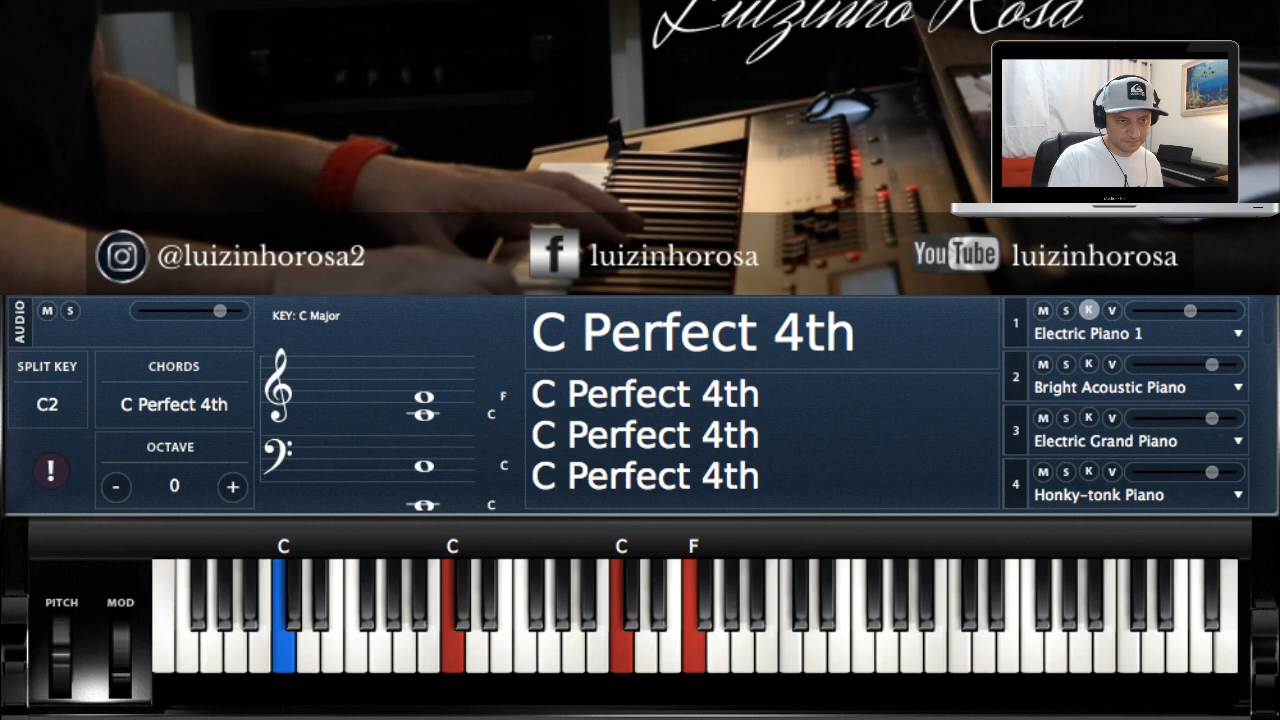 Luizinho Rosa
@luizinhorosa2
f luizinhorosa
YouTube luizinhorosa
AUDIO
M S
KEY: C Major
SPLIT KEY
C2
CHORDS
C Perfect 4th
OCTAVE
- 0 +
!
F
C
C
C
C Perfect 4th
C Perfect 4th
C Perfect 4th
C Perfect 4th
1 M S K V
Electric Piano 1
2 M S K V
Bright Acoustic Piano
3 M S K V
Electric Grand Piano
4 M S K V
Honky-tonk Piano
C C C F
PITCH MOD